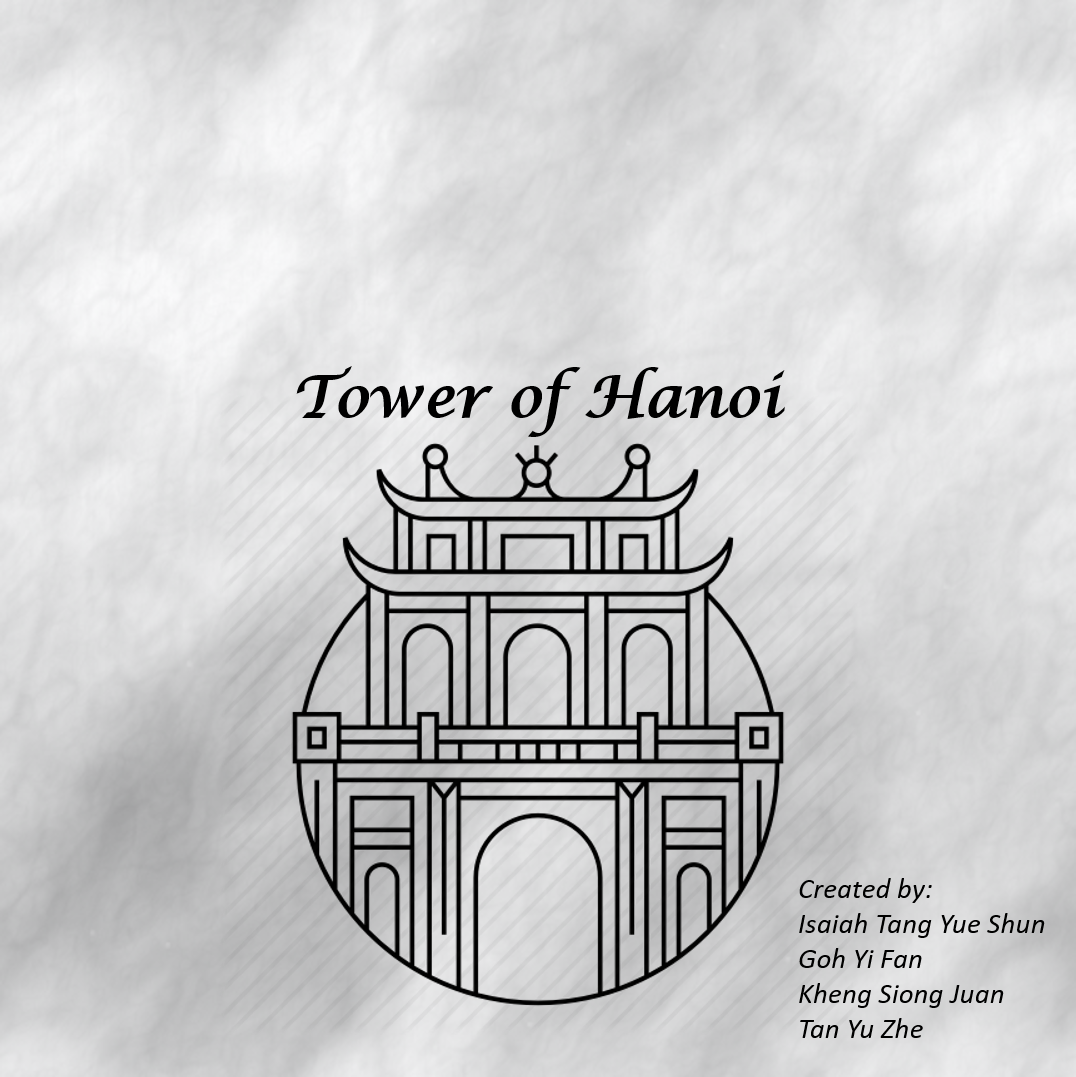 Tower of Hanoi
Created by:
Isaiah Tang Yue Shun
Goh Yi Fan
Kheng Siong Juan
Tan Yu Zhe